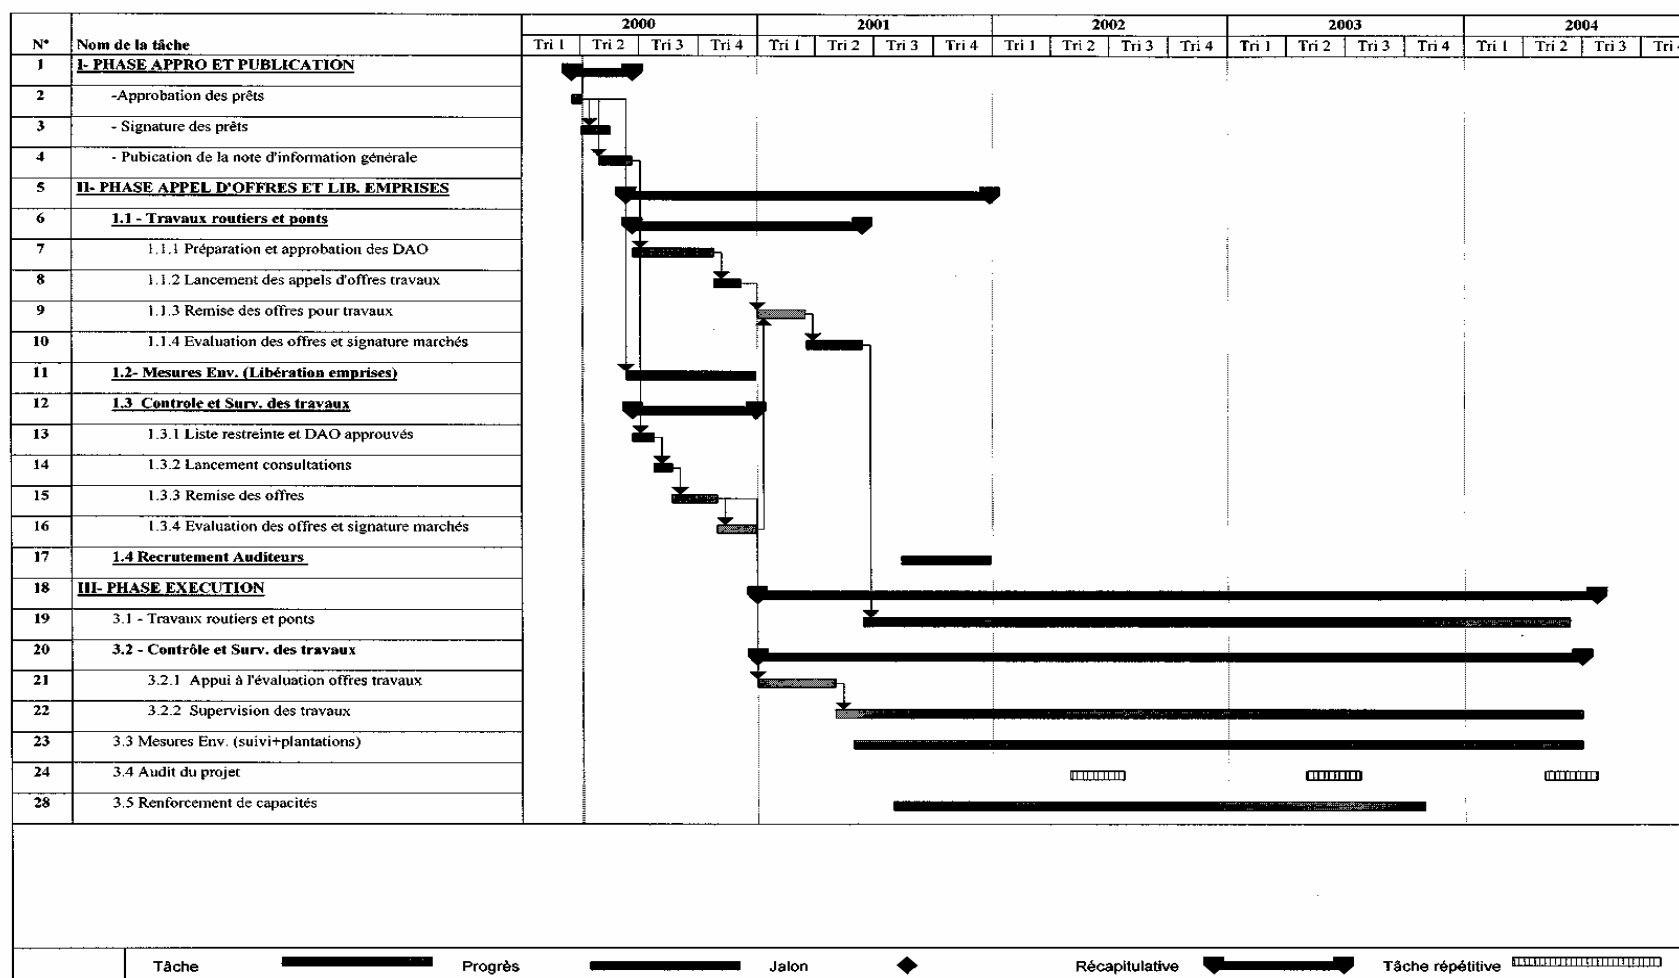 2000 2001 2002 2003 2004
N° Nom de la tâche Tri 1 Tri 2 Tri 3 Tri 4 Tri 1 Tri 2 Tri 3 Tri 4 Tri 1 Tri 2 Tri 3 Tri 4 Tri 1 Tri 2 Tri 3 Tri 4 Tri 1 Tri 2 Tri 3 Tri 4
1 I- PHASE APPRO ET PUBLICATION
2 -Approbation des prêts
3 - Signature des prêts
4 - Pubication de la note d'information générale
5 II- PHASE APPEL D'OFFRES ET LIB. EMPRISES
6 1.1 - Travaux routiers et ponts
7 1.1.1 Préparation et approbation des DAO
8 1.1.2 Lancement des appels d'offres travaux
9 1.1.3 Remise des offres pour travaux
10 1.1.4 Evaluation des offres et signature marchés
11 1.2- Mesures Env. (Libération emprises)
12 1.3 Controle et Surv. des travaux
13 1.3.1 Liste restreinte et DAO approuvés
14 1.3.2 Lancement consultations
15 1.3.3 Remise des offres
16 1.3.4 Evaluation des offres et signature marchés
17 1.4 Recrutement Auditeurs
18 III- PHASE EXECUTION
19 3.1 - Travaux routiers et ponts
20 3.2 - Contrôle et Surv. des travaux
21 3.2.1 Appui à l'évaluation offres travaux
22 3.2.2 Supervision des travaux
23 3.3 Mesures Env. (suivi+plantations)
24 3.4 Audit du projet
28 3.5 Renforcement de capacités
Tâche Progrès Jalon Récapitulative Tâche répétitive